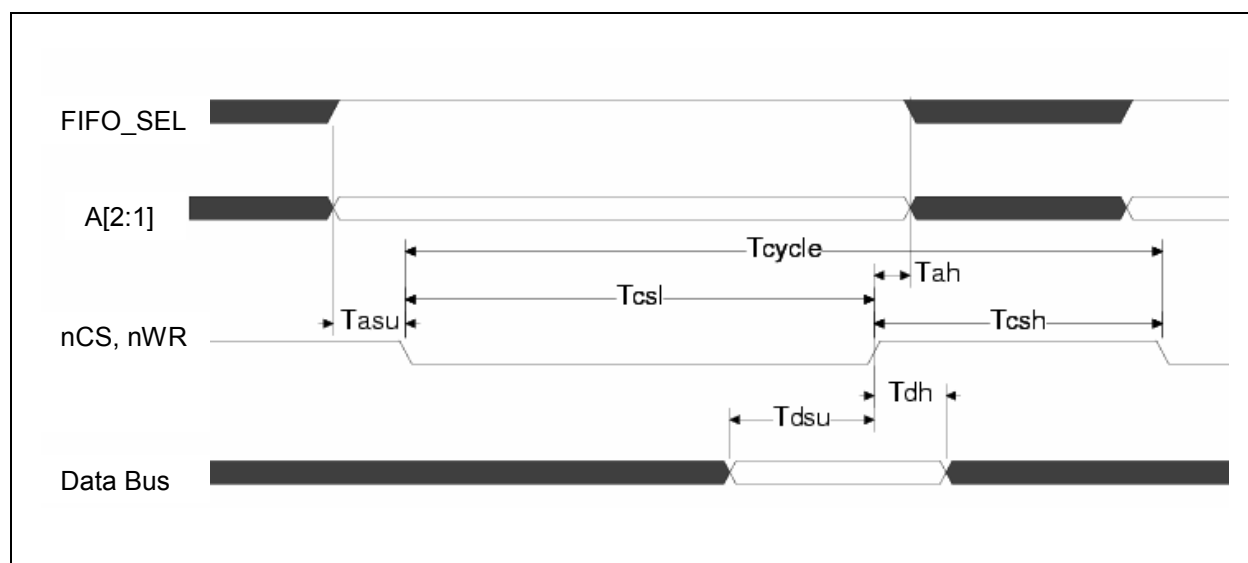 FIFO_SEL
A[2:1]
Tcycle
Tah
Tcsl
Tasu
Tcsh
nCS, nWR
Tdh
Tdsu
Data Bus